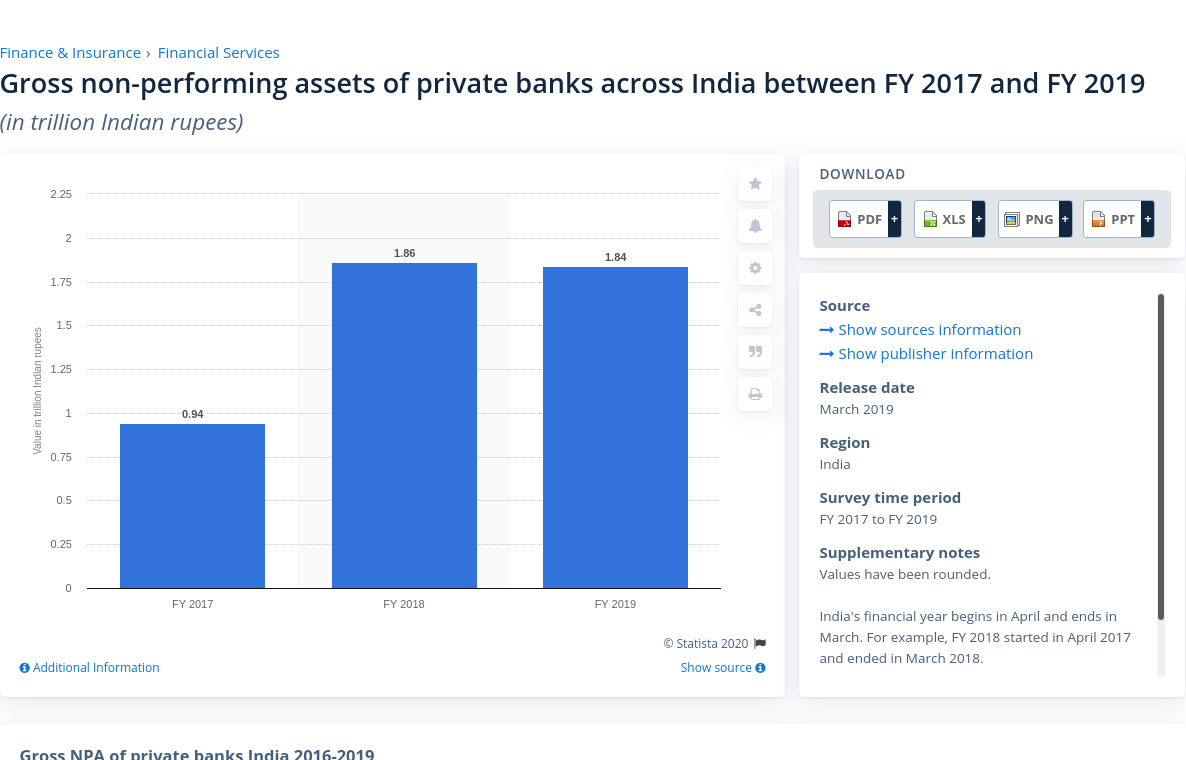 Finance & Insurance › Financial Services
Gross non-performing assets of private banks across India between FY 2017 and FY 2019
(in trillion Indian rupees)
Value in trillion Indian rupees
2.25
2
1.75
1.5
1.25
1
0.75
0.5
0.25
0
0.94
1.86
1.84
FY 2017
FY 2018
FY 2019
© Statista 2020
Additional Information
Show source
DOWNLOAD
PDF +
XLS +
PNG +
PPT +
Source
Show sources information
Show publisher information
Release date
March 2019
Region
India
Survey time period
FY 2017 to FY 2019
Supplementary notes
Values have been rounded.
India's financial year begins in April and ends in
March. For example, FY 2018 started in April 2017
and ended in March 2018.
Gross NPA of private banks India 2016-2019